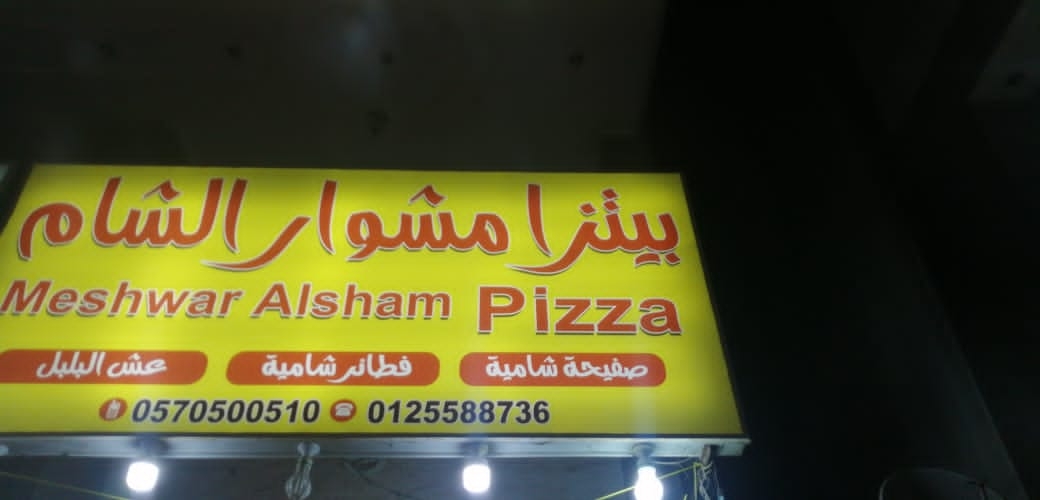 بيتزا مشوار الشام
Meshwar Alsham Pizza
صفيحة شامية فطائر شامية عش البلبل
0570500510 0125588736